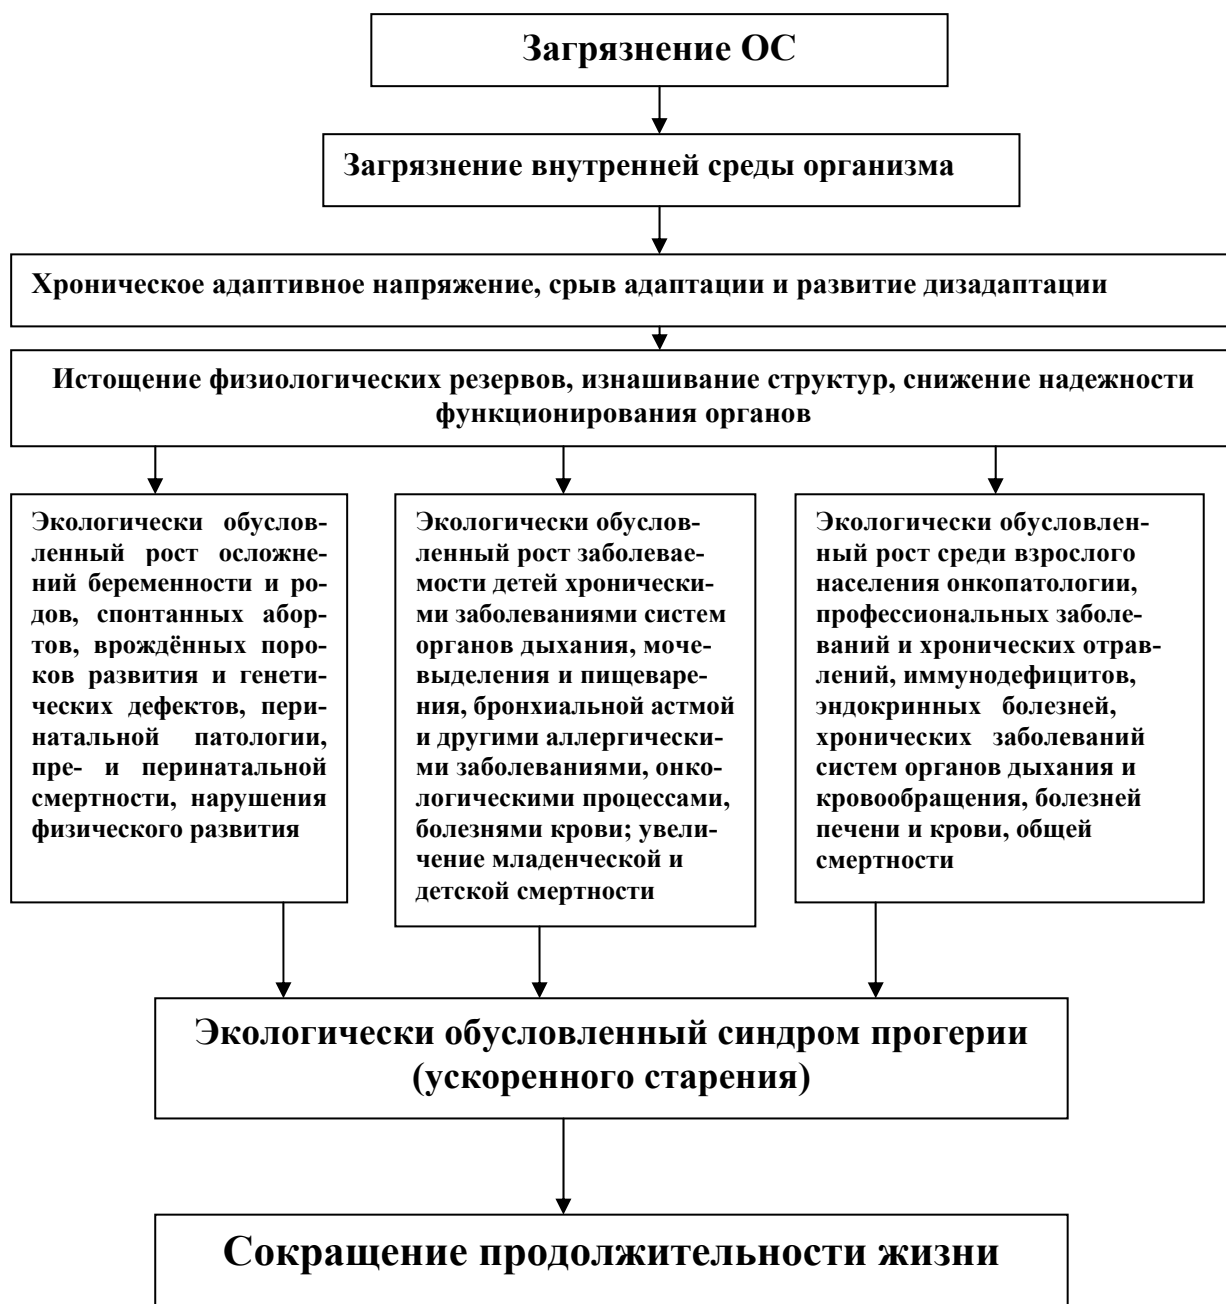 Загрязнение ОС
Загрязнение внутренней среды организма
Хроническое адаптивное напряжение, срыв адаптации и развитие дизадаптации
Истощение физиологических резервов, изнашивание структур, снижение надежности
функционирования органов
Экологически обуслов-
ленный рост осложне-
ний беременности и ро-
дов, спонтанных абор-
тов, врождённых поро-
ков развития и генети-
ческих дефектов, пери-
натальной патологии,
пре- и перинатальной
смертности, нарушения
физического развития
Экологически обуслов-
ленный рост заболевае-
мости детей хронически-
ми заболеваниями систем
органов дыхания, моче-
выделения и пищеваре-
ния, бронхиальной астмой
и другими аллергически-
ми заболеваниями, онко-
логическими процессами,
болезнями крови; увели-
чение младенческой и
детской смертности
Экологически обусловлен-
ный рост среди взрослого
населения онкопатологии,
профессиональных заболе-
ваний и хронических отрав-
лений, иммунодефицитов,
эндокринных болезней,
хронических заболеваний
систем органов дыхания и
кровообращения, болезней
печени и крови, общей
смертности
Экологически обусловленный синдром прогерии
(ускоренного старения)
Сокращение продолжительности жизни